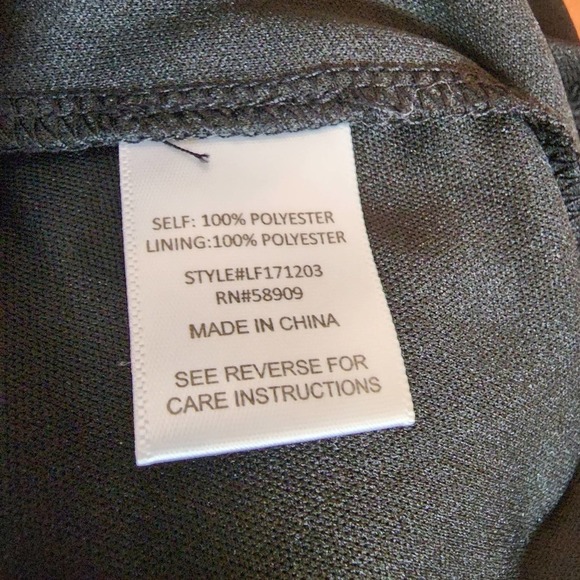 SELF: 100% POLYESTER
LINING:100% POLYESTER
STYLE#LF171203
RN#58909
MADE IN CHINA
SEE REVERSE FOR
CARE INSTRUCTIONS